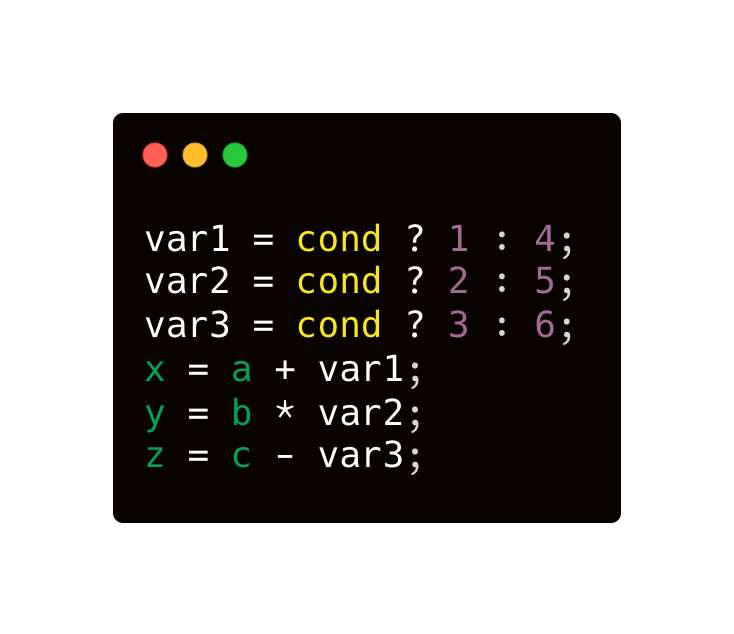 var1 = cond ? 1 : 4;
var2 = cond ? 2 : 5;
var3 = cond ? 3 : 6;
x = a + var1;
y = b * var2;
z = c - var3;